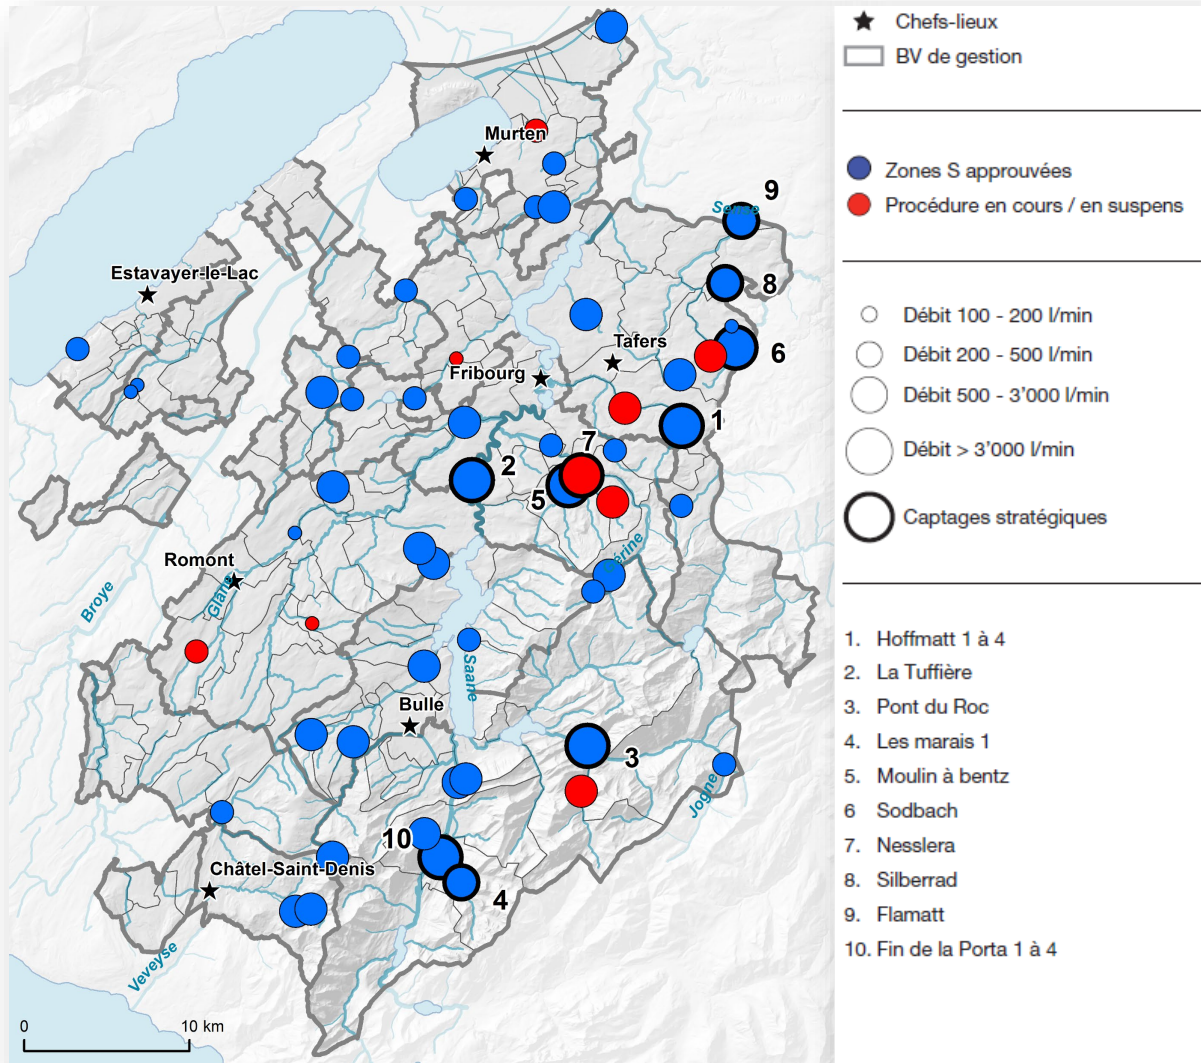 Chefs-lieux
BV de gestion
Zones S approuvées
Procédure en cours / en suspens
Débit 100 - 200 l/min
Débit 200 - 500 l/min
Débit 500 - 3'000 l/min
Débit > 3'000 l/min
Captages stratégiques
1. Hoffmatt 1 à 4
2. La Tuffière
3. Pont du Roc
4. Les marais 1
5. Moulin à bentz
6 Sodbach
7. Nesslera
8. Silberrad
9. Flamatt
10. Fin de la Porta 1 à 4
Murten
9
Estavayer-le-Lac
8
Tafers
6
Fribourg
1
7
2
5
Romont
Glâne
Broye
Saane
Bulle
3
Jogne
10
Châtel-Saint-Denis
4
Veveyse
0 10 km